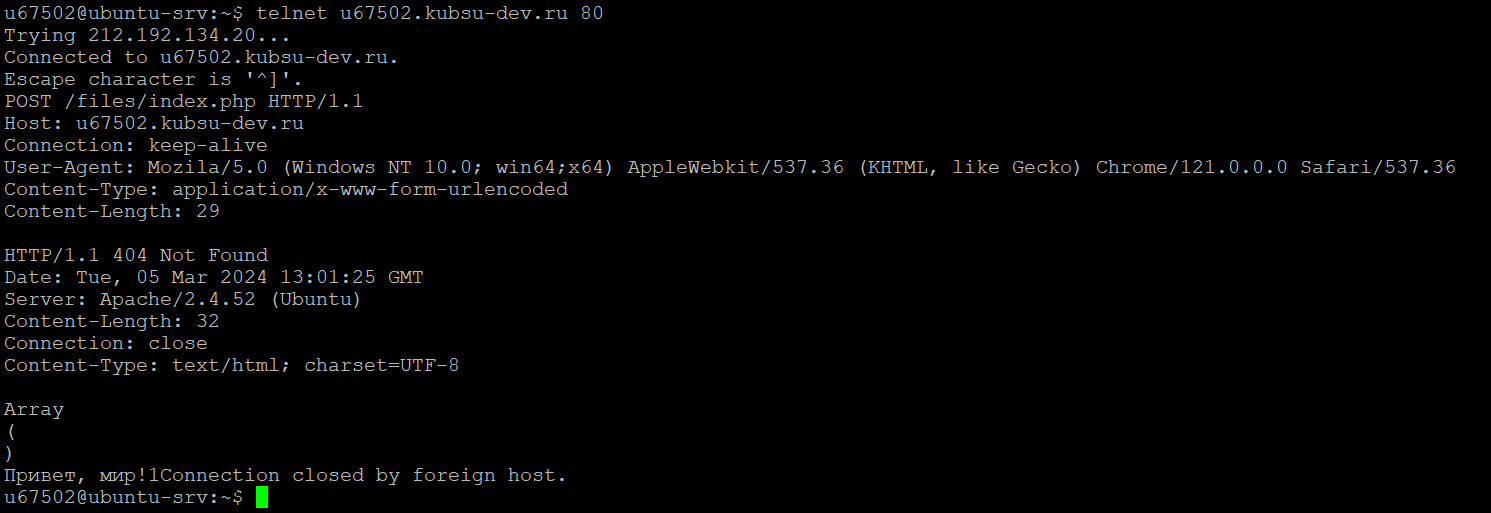 u67502@ubuntu-srv:~$ telnet u67502.kubsu-dev.ru 80
Trying 212.192.134.20...
Connected to u67502.kubsu-dev.ru.
Escape character is '^]'.
POST /files/index.php HTTP/1.1
Host: u67502.kubsu-dev.ru
Connection: keep-alive
User-Agent: Mozila/5.0 (Windows NT 10.0; win64;x64) AppleWebkit/537.36 (KHTML, like Gecko) Chrome/121.0.0.0 Safari/537.36
Content-Type: application/x-www-form-urlencoded
Content-Length: 29

HTTP/1.1 404 Not Found
Date: Tue, 05 Mar 2024 13:01:25 GMT
Server: Apache/2.4.52 (Ubuntu)
Content-Length: 32
Connection: close
Content-Type: text/html; charset=UTF-8

Array
(
)
Привет, мир!1Connection closed by foreign host.
u67502@ubuntu-srv:~$